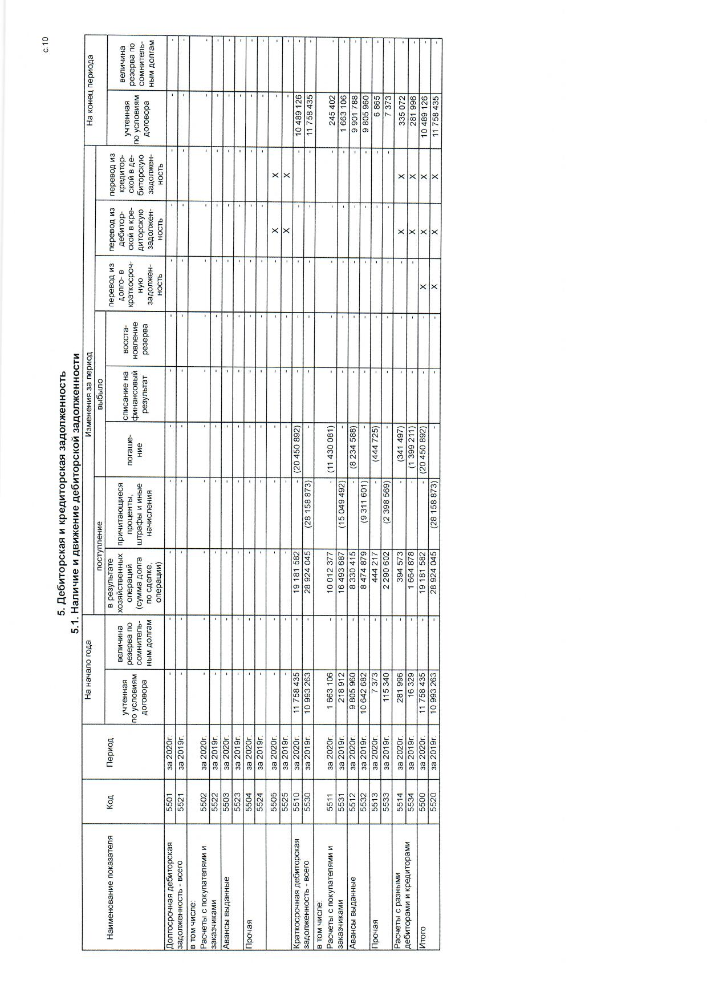 с.10
5. Дебиторская и кредиторская задолженность
5.1. Наличие и движение дебиторской задолженности
Наименование показателя Код Период На начало года Изменения за период На конец периода
поступление выбыло
учтенная по условиям договора
величина резерва по сомнитель-ным долгам
в результате хозяйственных операций (сумма долга по сделке, операции)
причитающиеся проценты, штрафы и иные начисления
погаше-ние
списание на финансовый результат
восста-новление резерва
перевод из долго- в краткосроч-ную задолжен-ность
перевод из дебитор-ской в кре-диторскую задолжен-ность
перевод из кредитор-ской в де-биторскую задолжен-ность
учтенная по условиям договора
величина резерва по сомнитель-ным долгам
Долгосрочная дебиторская 5501 за 2020г. - - - - - - - - - - - -
задолженность - всего 5521 за 2019г. - - - - - - - - - - - -
в том числе:
Расчеты с покупателями и 5502 за 2020г. - - - - - - - - - - - -
заказчиками 5522 за 2019г. - - - - - - - - - - - -
Авансы выданные 5503 за 2020г. - - - - - - - - - - - -
5523 за 2019г. - - - - - - - - - - - -
Прочая 5504 за 2020г. - - - - - - - - - - - -
5524 за 2019г. - - - - - - - - - - - -
5505 за 2020г. - - - - - - - - X X - -
5525 за 2019г. - - - - - - - - X X - -
Краткосрочная дебиторская 5510 за 2020г. 11 758 435 - 19 181 582 - (20 450 892) - - - - - 10 489 126 -
задолженность - всего 5530 за 2019г. 10 993 263 - 28 924 045 (28 158 873) - - - - - - 11 758 435 -
в том числе:
Расчеты с покупателями и 5511 за 2020г. 1 663 106 - 10 012 377 - (11 430 081) - - - - - 245 402 -
заказчиками 5531 за 2019г. 218 912 - 16 493 687 (15 049 492) - - - - - - 1 663 106 -
Авансы выданные 5512 за 2020г. 9 805 960 - 8 330 415 - (8 234 588) - - - - - 9 901 788 -
5532 за 2019г. 10 642 682 - 8 474 879 (9 311 601) - - - - - - 9 805 960 -
Прочая 5513 за 2020г. 7 373 - 444 217 - (444 725) - - - - - 6 865 -
5533 за 2019г. 115 340 - 2 290 602 (2 398 569) - - - - - - 7 373 -
Расчеты с разными 5514 за 2020г. 281 996 - 394 573 - (341 497) - - - X X 335 072 -
дебиторами и кредиторами 5534 за 2019г. 16 329 - 1 664 878 - (1 399 211) - - - X X 281 996 -
Итого 5500 за 2020г. 11 758 435 - 19 181 582 - (20 450 892) - - X X X 10 489 126 -
5520 за 2019г. 10 993 263 - 28 924 045 (28 158 873) - - - X X X 11 758 435 -